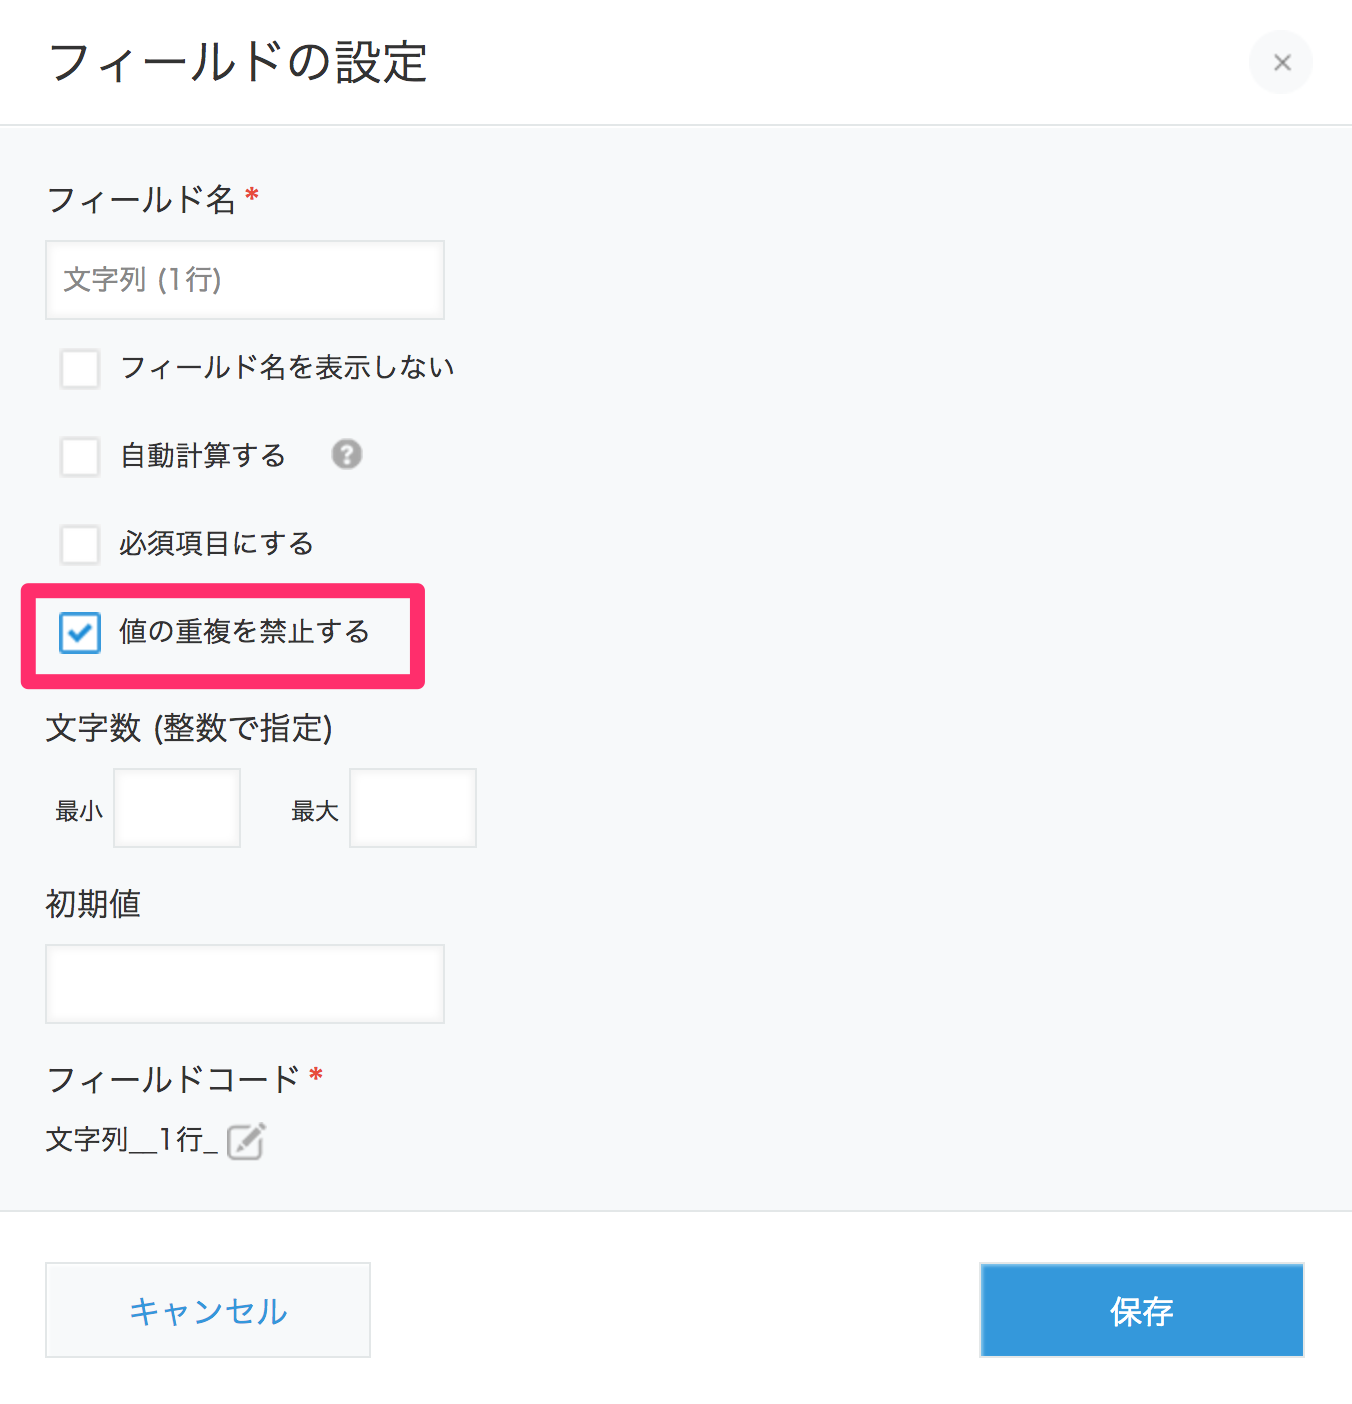 フィールドの設定
フィールド名*
文字列 (1行)
フィールド名を表示しない
自動計算する ?
必須項目にする
値の重複を禁止する
文字数 (整数で指定)
最小 最大
初期値
フィールドコード*
文字列__1行_
キャンセル 保存